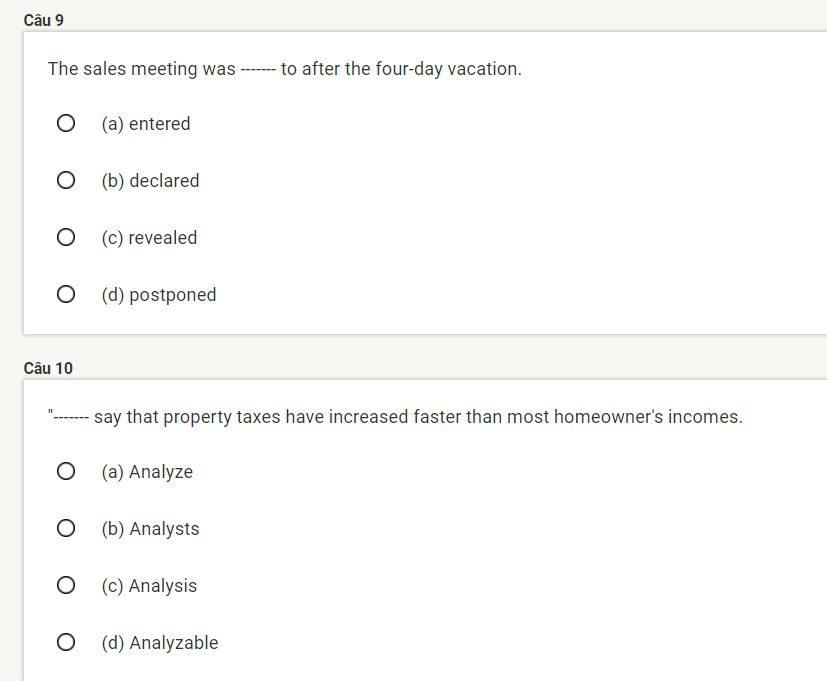 Câu 9
The sales meeting was ------- to after the four-day vacation.
(a) entered
(b) declared
(c) revealed
(d) postponed
Câu 10
"------- say that property taxes have increased faster than most homeowner's incomes.
(a) Analyze
(b) Analysts
(c) Analysis
(d) Analyzable